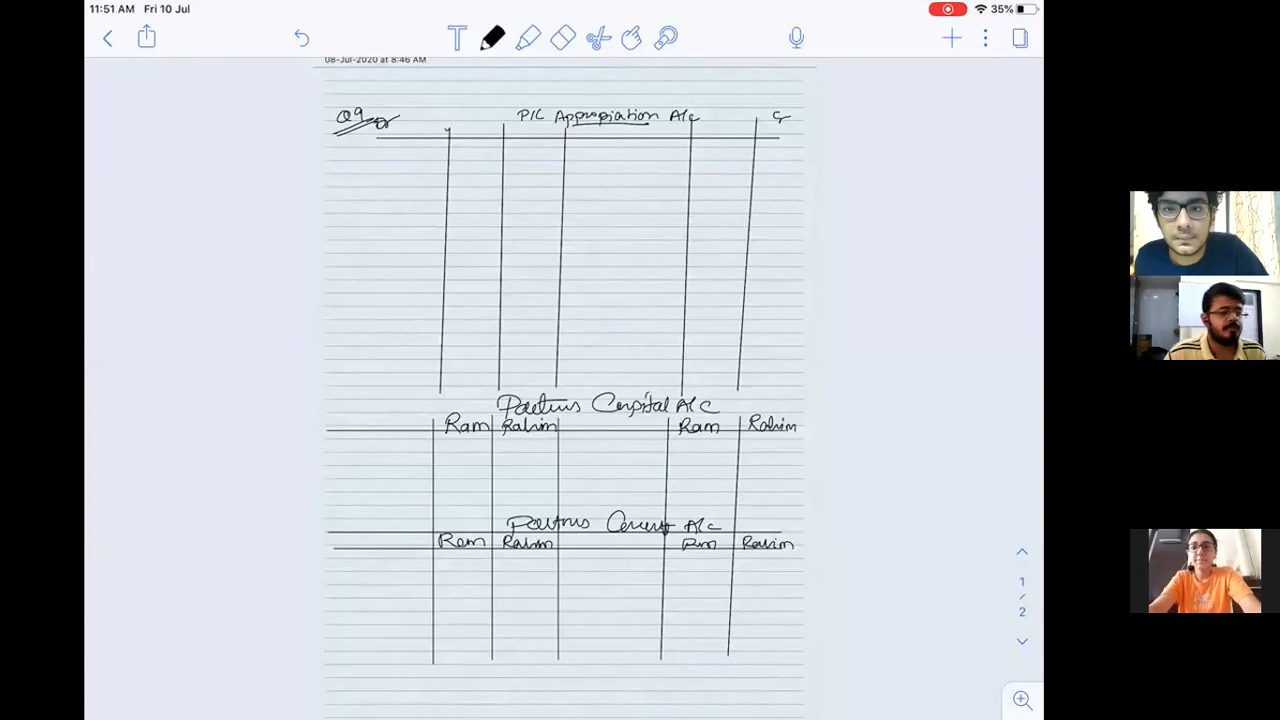 11:51 AM Fri 10 Jul 35%
T
08-Jul-2020 at 8:46 AM
Q9 Dr P/L Appropiation A/c Cr
Partners Capital A/c
Ram Rahim Ram Rahim
Partners Current A/c
Ram Rahim Ram Rahim
1
/
2